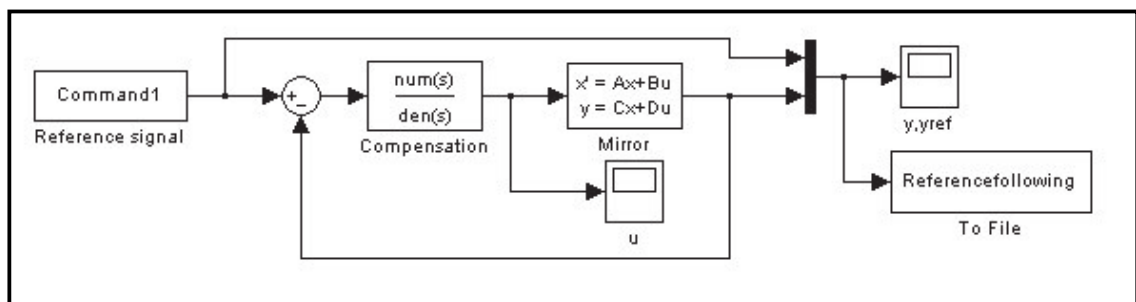 Command1
Reference signal
+
−
num(s)
den(s)
Compensation
x' = Ax+Bu
y = Cx+Du
Mirror
u
y,yref
Referencefollowing
To File